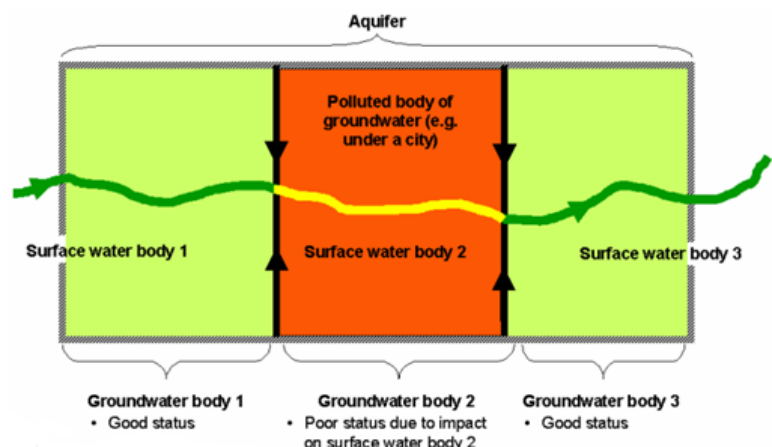 Aquifer
Polluted body of
groundwater (e.g.
under a city)
Surface water body 1
Surface water body 2
Surface water body 3
Groundwater body 1
• Good status
Groundwater body 2
• Poor status due to impact
on surface water body 2
Groundwater body 3
• Good status